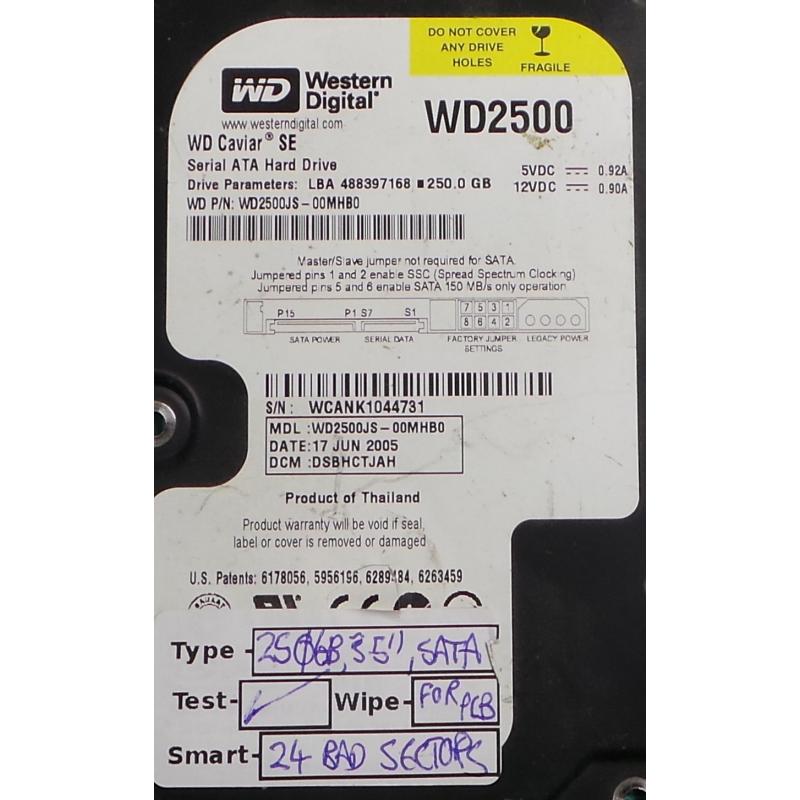 DO NOT COVER
ANY DRIVE
HOLES
FRAGILE
WD Western
Digital®
www.westerndigital.com
WD2500
WD Caviar® SE
Serial ATA Hard Drive
5VDC 0.92A
Drive Parameters: LBA 488397168 ■ 250.0 GB
12VDC 0.90A
WD P/N: WD2500JS-00MHB0
Master/Slave jumper not required for SATA.
Jumpered pins 1 and 2 enable SSC (Spread Spectrum Clocking)
Jumpered pins 5 and 6 enable SATA 150 MB/s only operation
P15 P1 S7 S1 7 5 3 1
8 6 4 2
SATA POWER SERIAL DATA FACTORY JUMPER LEGACY POWER
SETTINGS
S/N: WCANK1044731
MDL: WD2500JS-00MHB0
DATE: 17 JUN 2005
DCM: DSBHCTJAH
Product of Thailand
Product warranty will be void if seal,
label or cover is removed or damaged
U.S. Patents: 6178056, 5956196, 6289484, 6263459
Type - 250GB, 3.5", SATA
Test- ✓ Wipe- FOR PCB
Smart- 24 BAD SECTORS